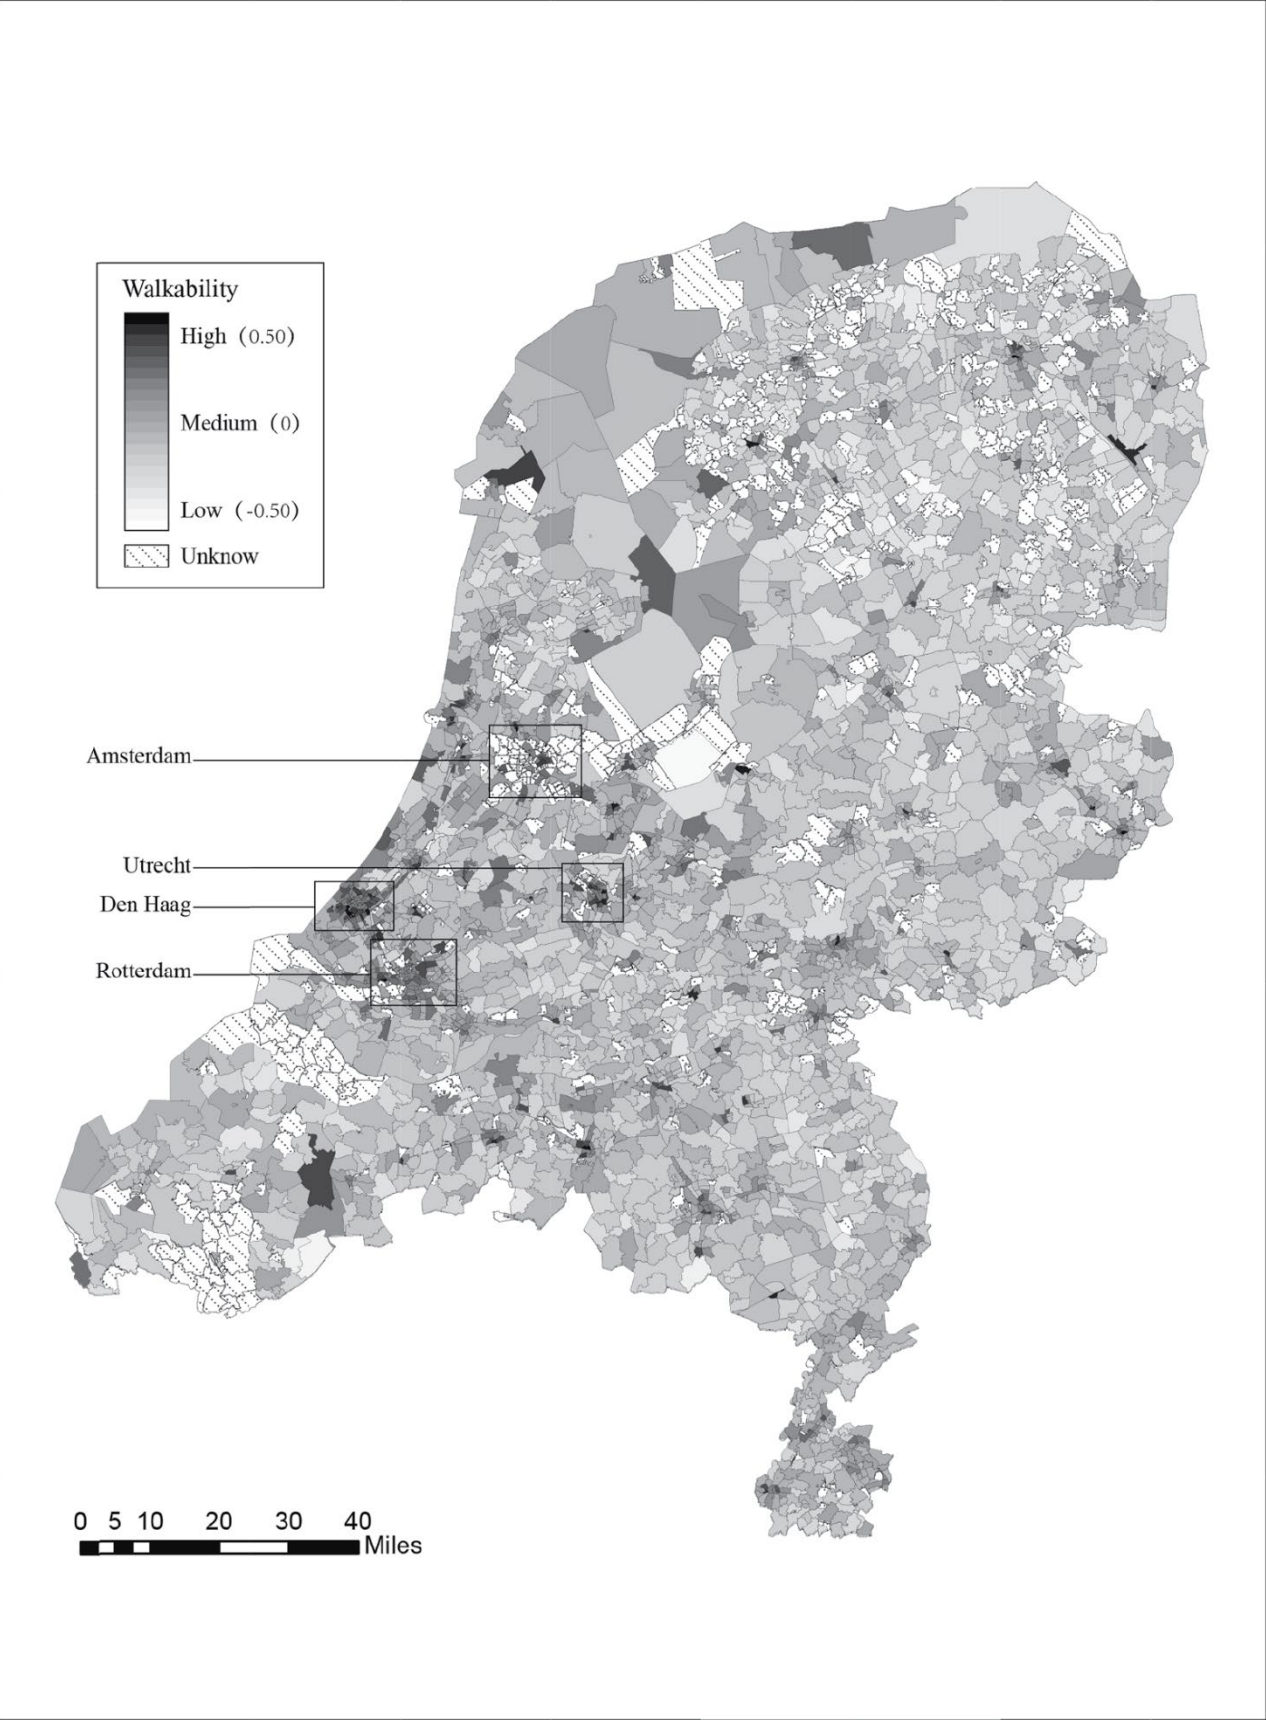 Walkability
High (0.50)
Medium (0)
Low (-0.50)
Unknow
Amsterdam
Utrecht
Den Haag
Rotterdam
0 5 10 20 30 40
Miles